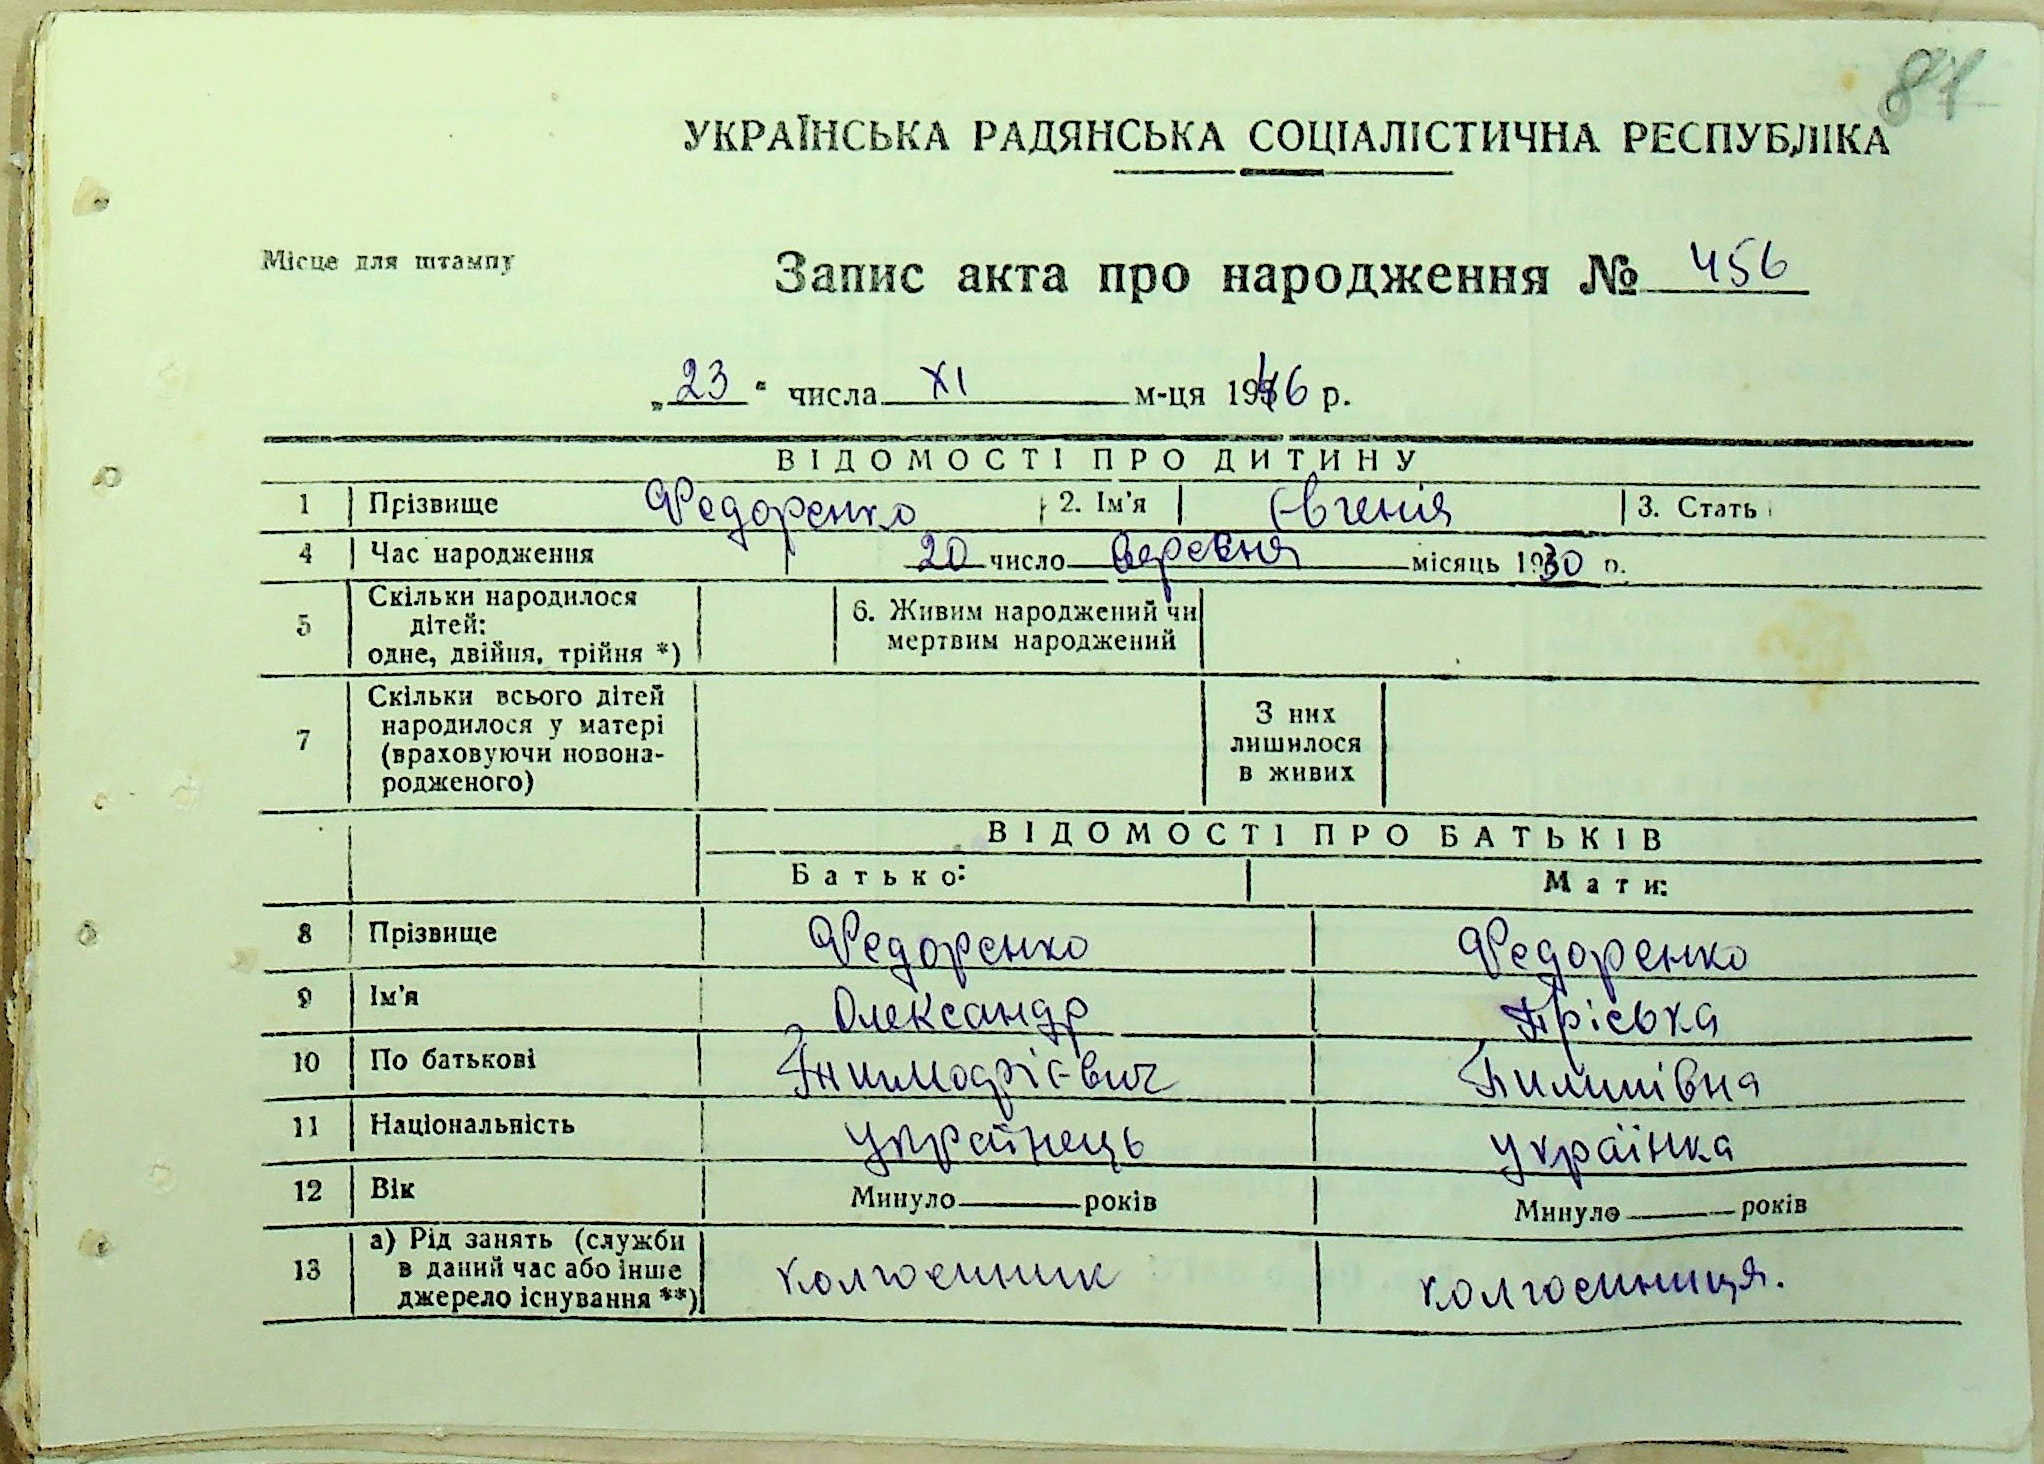 81
УКРАЇНСЬКА РАДЯНСЬКА СОЦІАЛІСТИЧНА РЕСПУБЛІКА
Місце для штампу
Запис акта про народження № 456
„23“ числа XI м-ця 1946 р.
ВІДОМОСТІ ПРО ДИТИНУ
1 Прізвище Федоренко 2. Ім'я Євгенія 3. Стать
4 Час народження 20 число вересня місяць 1930 р.
5 Скільки народилося дітей: одне, двійня, трійня *) 6. Живим народжений чи мертвим народжений
7 Скільки всього дітей народилося у матері (враховуючи новонародженого) З них лишилося в живих
ВІДОМОСТІ ПРО БАТЬКІВ
Батько: Мати:
8 Прізвище Федоренко Федоренко
9 Ім'я Олександр Пріська
10 По батькові Пилипівна
11 Національність українець українка
12 Вік Минуло років Минуло років
13 а) Рід занять (служби в даний час або інше джерело існування **) колгоспник колгоспниця.